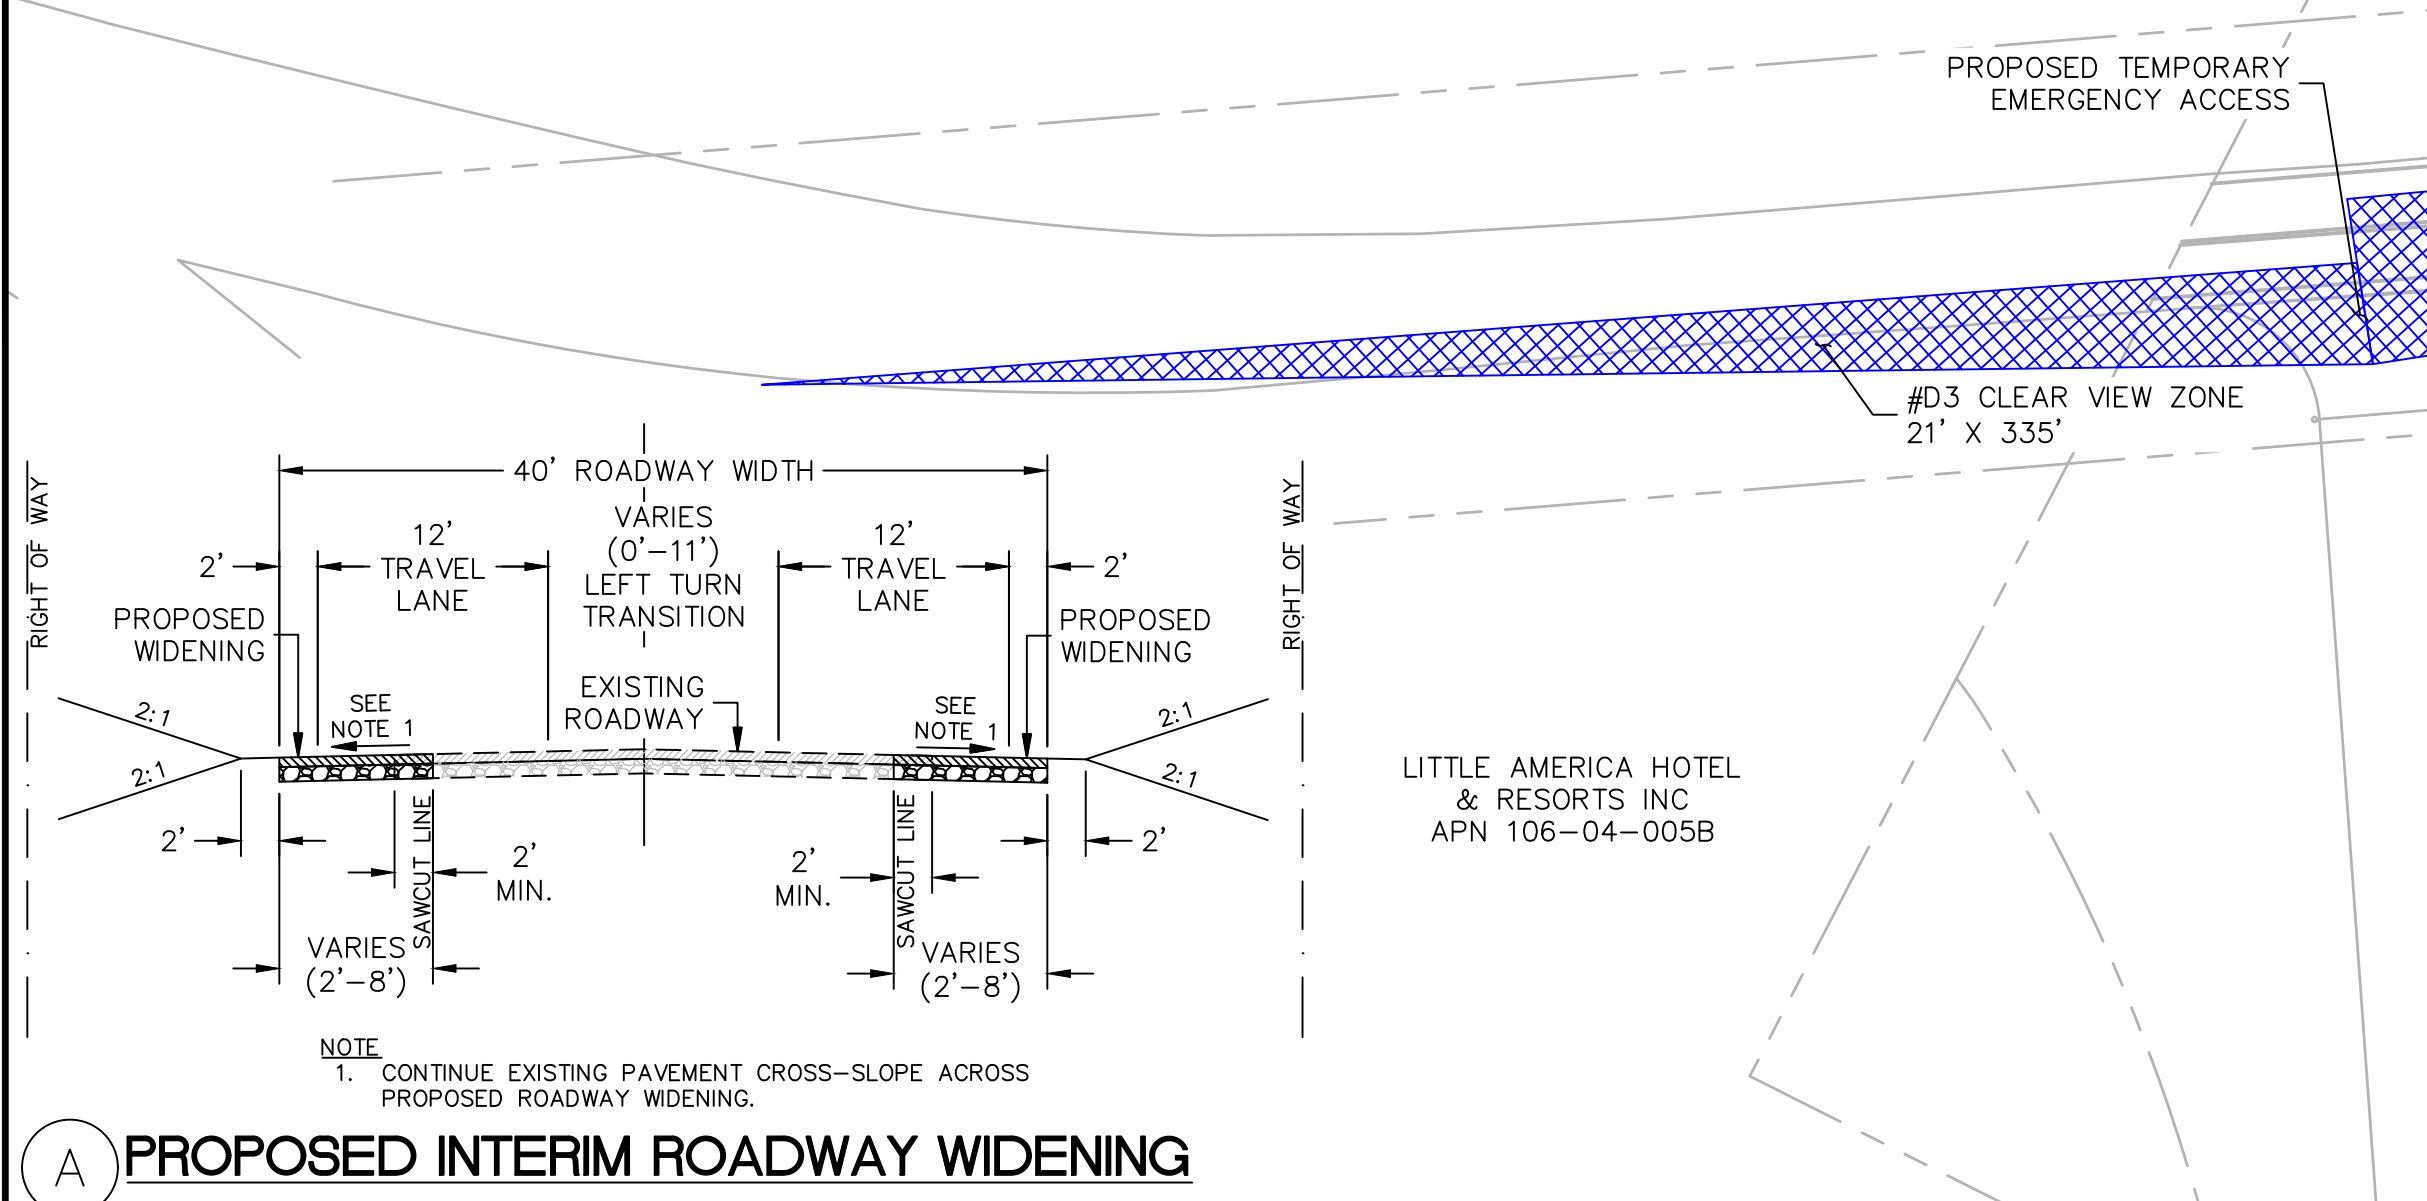 PROPOSED TEMPORARY
EMERGENCY ACCESS
#D3 CLEAR VIEW ZONE
21' X 335'
40' ROADWAY WIDTH
RIGHT OF WAY
RIGHT OF WAY
2'
12'
TRAVEL
LANE
VARIES
(0'-11')
LEFT TURN
TRANSITION
12'
TRAVEL
LANE
2'
PROPOSED
WIDENING
PROPOSED
WIDENING
EXISTING
ROADWAY
SEE
NOTE 1
SEE
NOTE 1
2:1
2:1
2:1
2:1
2'
SAWCUT LINE
2'
MIN.
2'
MIN.
SAWCUT LINE
2'
VARIES
(2'-8')
VARIES
(2'-8')
LITTLE AMERICA HOTEL
& RESORTS INC
APN 106-04-005B
NOTE
1. CONTINUE EXISTING PAVEMENT CROSS-SLOPE ACROSS
PROPOSED ROADWAY WIDENING.
A PROPOSED INTERIM ROADWAY WIDENING